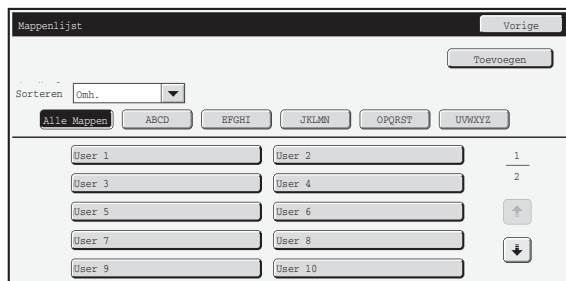 Mappenlijst Vorige
Toevoegen
Sorteren Omh.
Alle Mappen ABCD EFGHI JKLMN OPQRST UVWXYZ
User 1 User 2 1
User 3 User 4 2
User 5 User 6
User 7 User 8
User 9 User 10